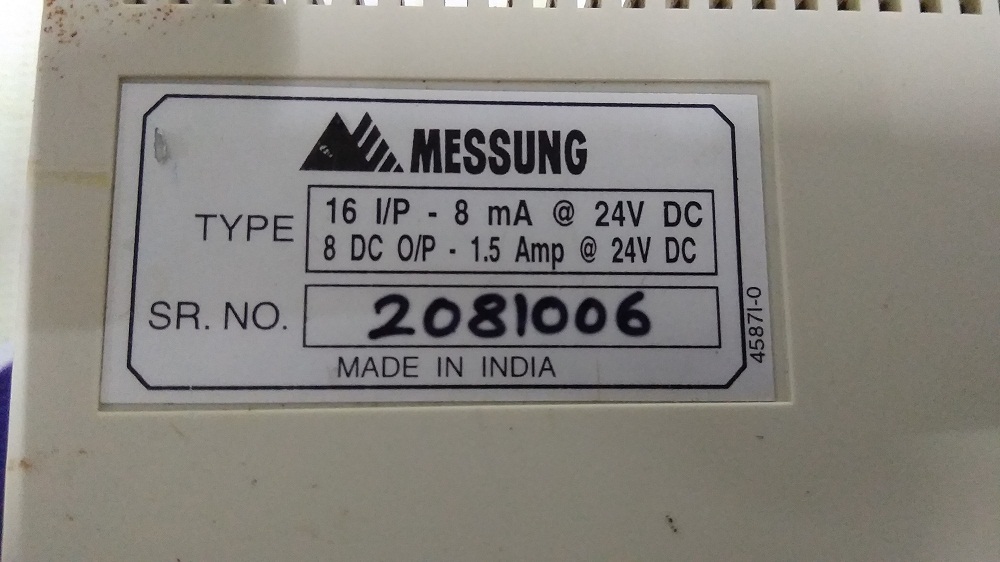 MESSUNG
TYPE 16 I/P - 8 mA @ 24V DC
8 DC O/P - 1.5 Amp @ 24V DC
SR. NO. 2081006
MADE IN INDIA
45871-0